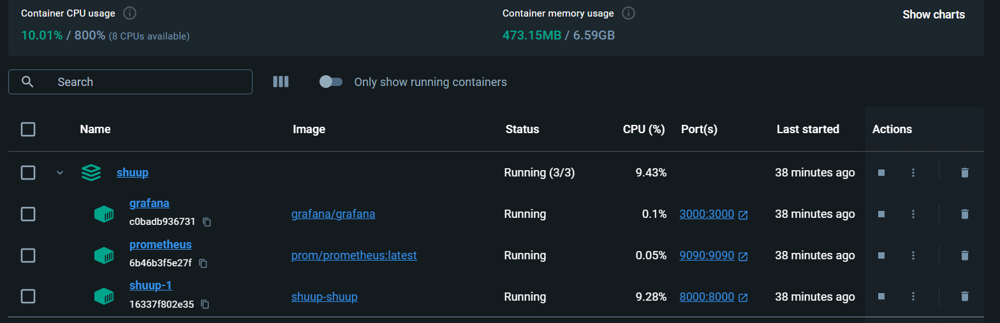 Container CPU usage
10.01% / 800% (8 CPUs available)
Container memory usage
473.15MB / 6.59GB
Show charts
Search
Only show running containers
Name Image Status CPU (%) Port(s) Last started Actions
shuup Running (3/3) 9.43% 38 minutes ago
grafana
c0badb936731 grafana/grafana Running 0.1% 3000:3000 38 minutes ago
prometheus
6b46b3f5e27f prom/prometheus:latest Running 0.05% 9090:9090 38 minutes ago
shuup-1
16337f802e35 shuup-shuup Running 9.28% 8000:8000 38 minutes ago